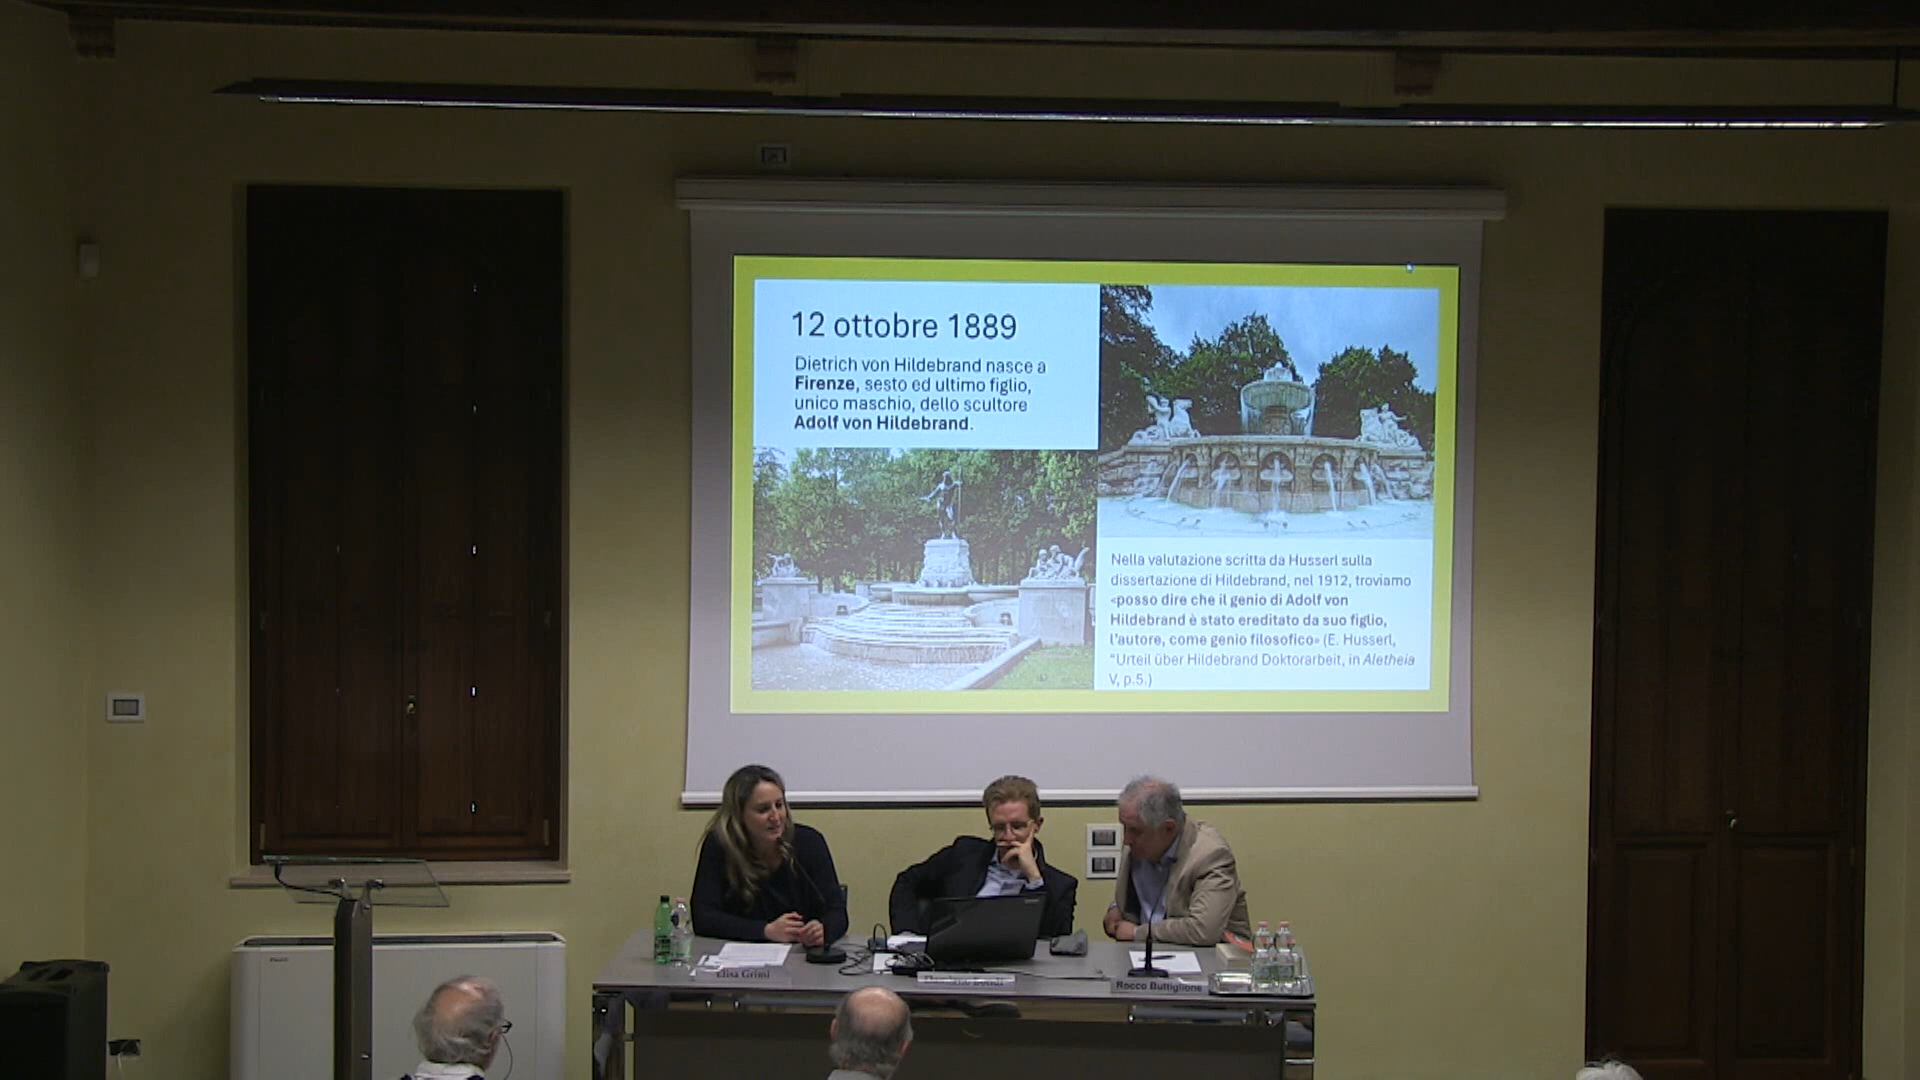 12 ottobre 1889
Dietrich von Hildebrand nasce a
Firenze, sesto ed ultimo figlio,
unico maschio, dello scultore
Adolf von Hildebrand.
Nella valutazione scritta da Husserl sulla
dissertazione di Hildebrand, nel 1912, troviamo
«posso dire che il genio di Adolf von
Hildebrand è stato ereditato da suo figlio,
l'autore, come genio filosofico» (E. Husserl,
"Urteil über Hildebrand Doktorarbeit, in Aletheia
V, p.5.)
Elisa Grimi
Rocco Buttiglione